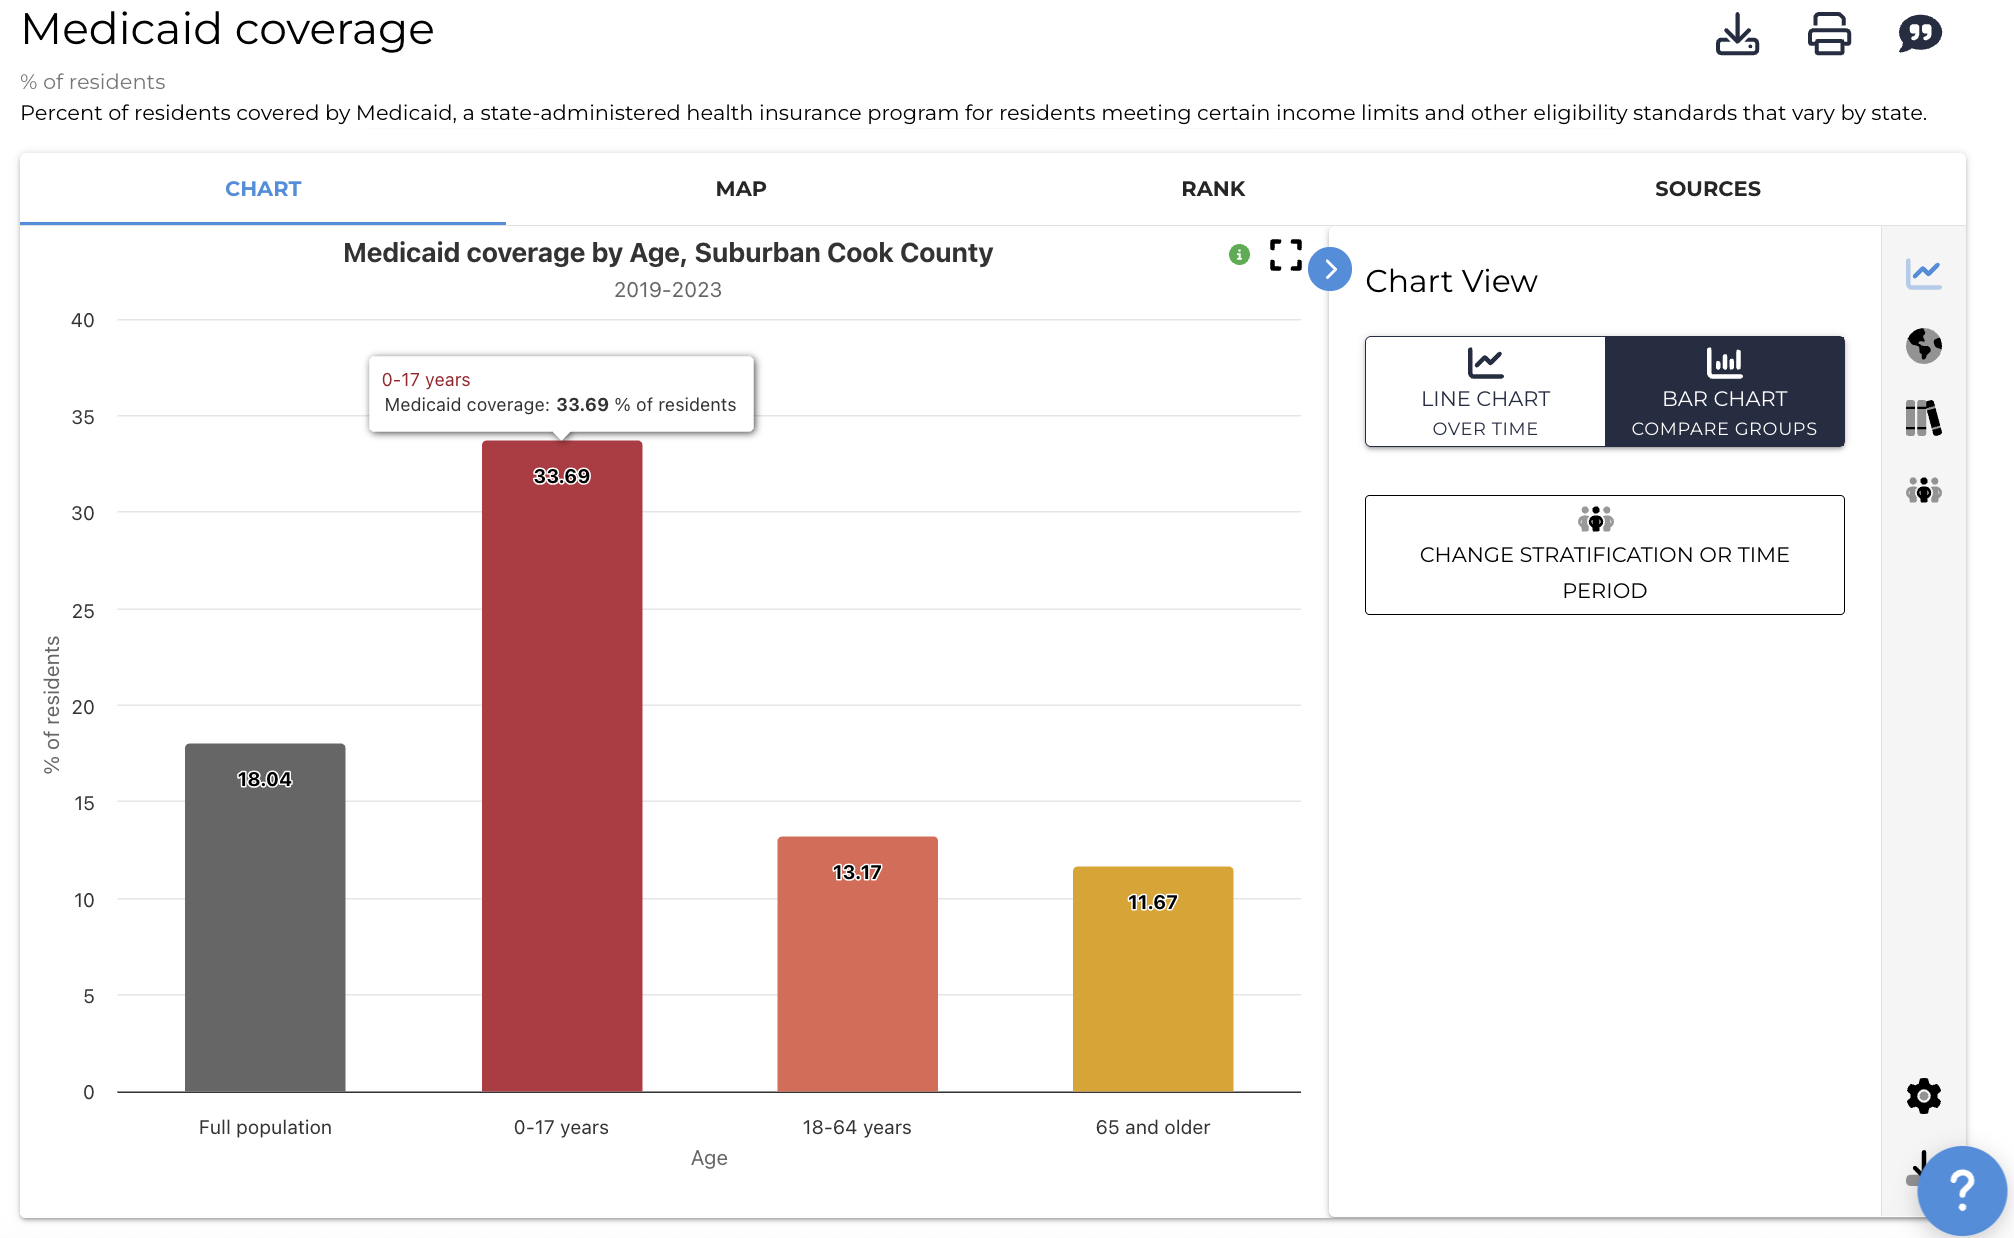 Medicaid coverage
% of residents
Percent of residents covered by Medicaid, a state-administered health insurance program for residents meeting certain income limits and other eligibility standards that vary by state.
CHART
MAP
RANK
SOURCES
Medicaid coverage by Age, Suburban Cook County
2019-2023
40
35
30
25
20
15
10
5
0
% of residents
0-17 years
Medicaid coverage: 33.69 % of residents
18.04
33.69
13.17
11.67
Full population
0-17 years
18-64 years
65 and older
Age
Chart View
LINE CHART
OVER TIME
BAR CHART
COMPARE GROUPS
CHANGE STRATIFICATION OR TIME
PERIOD
?